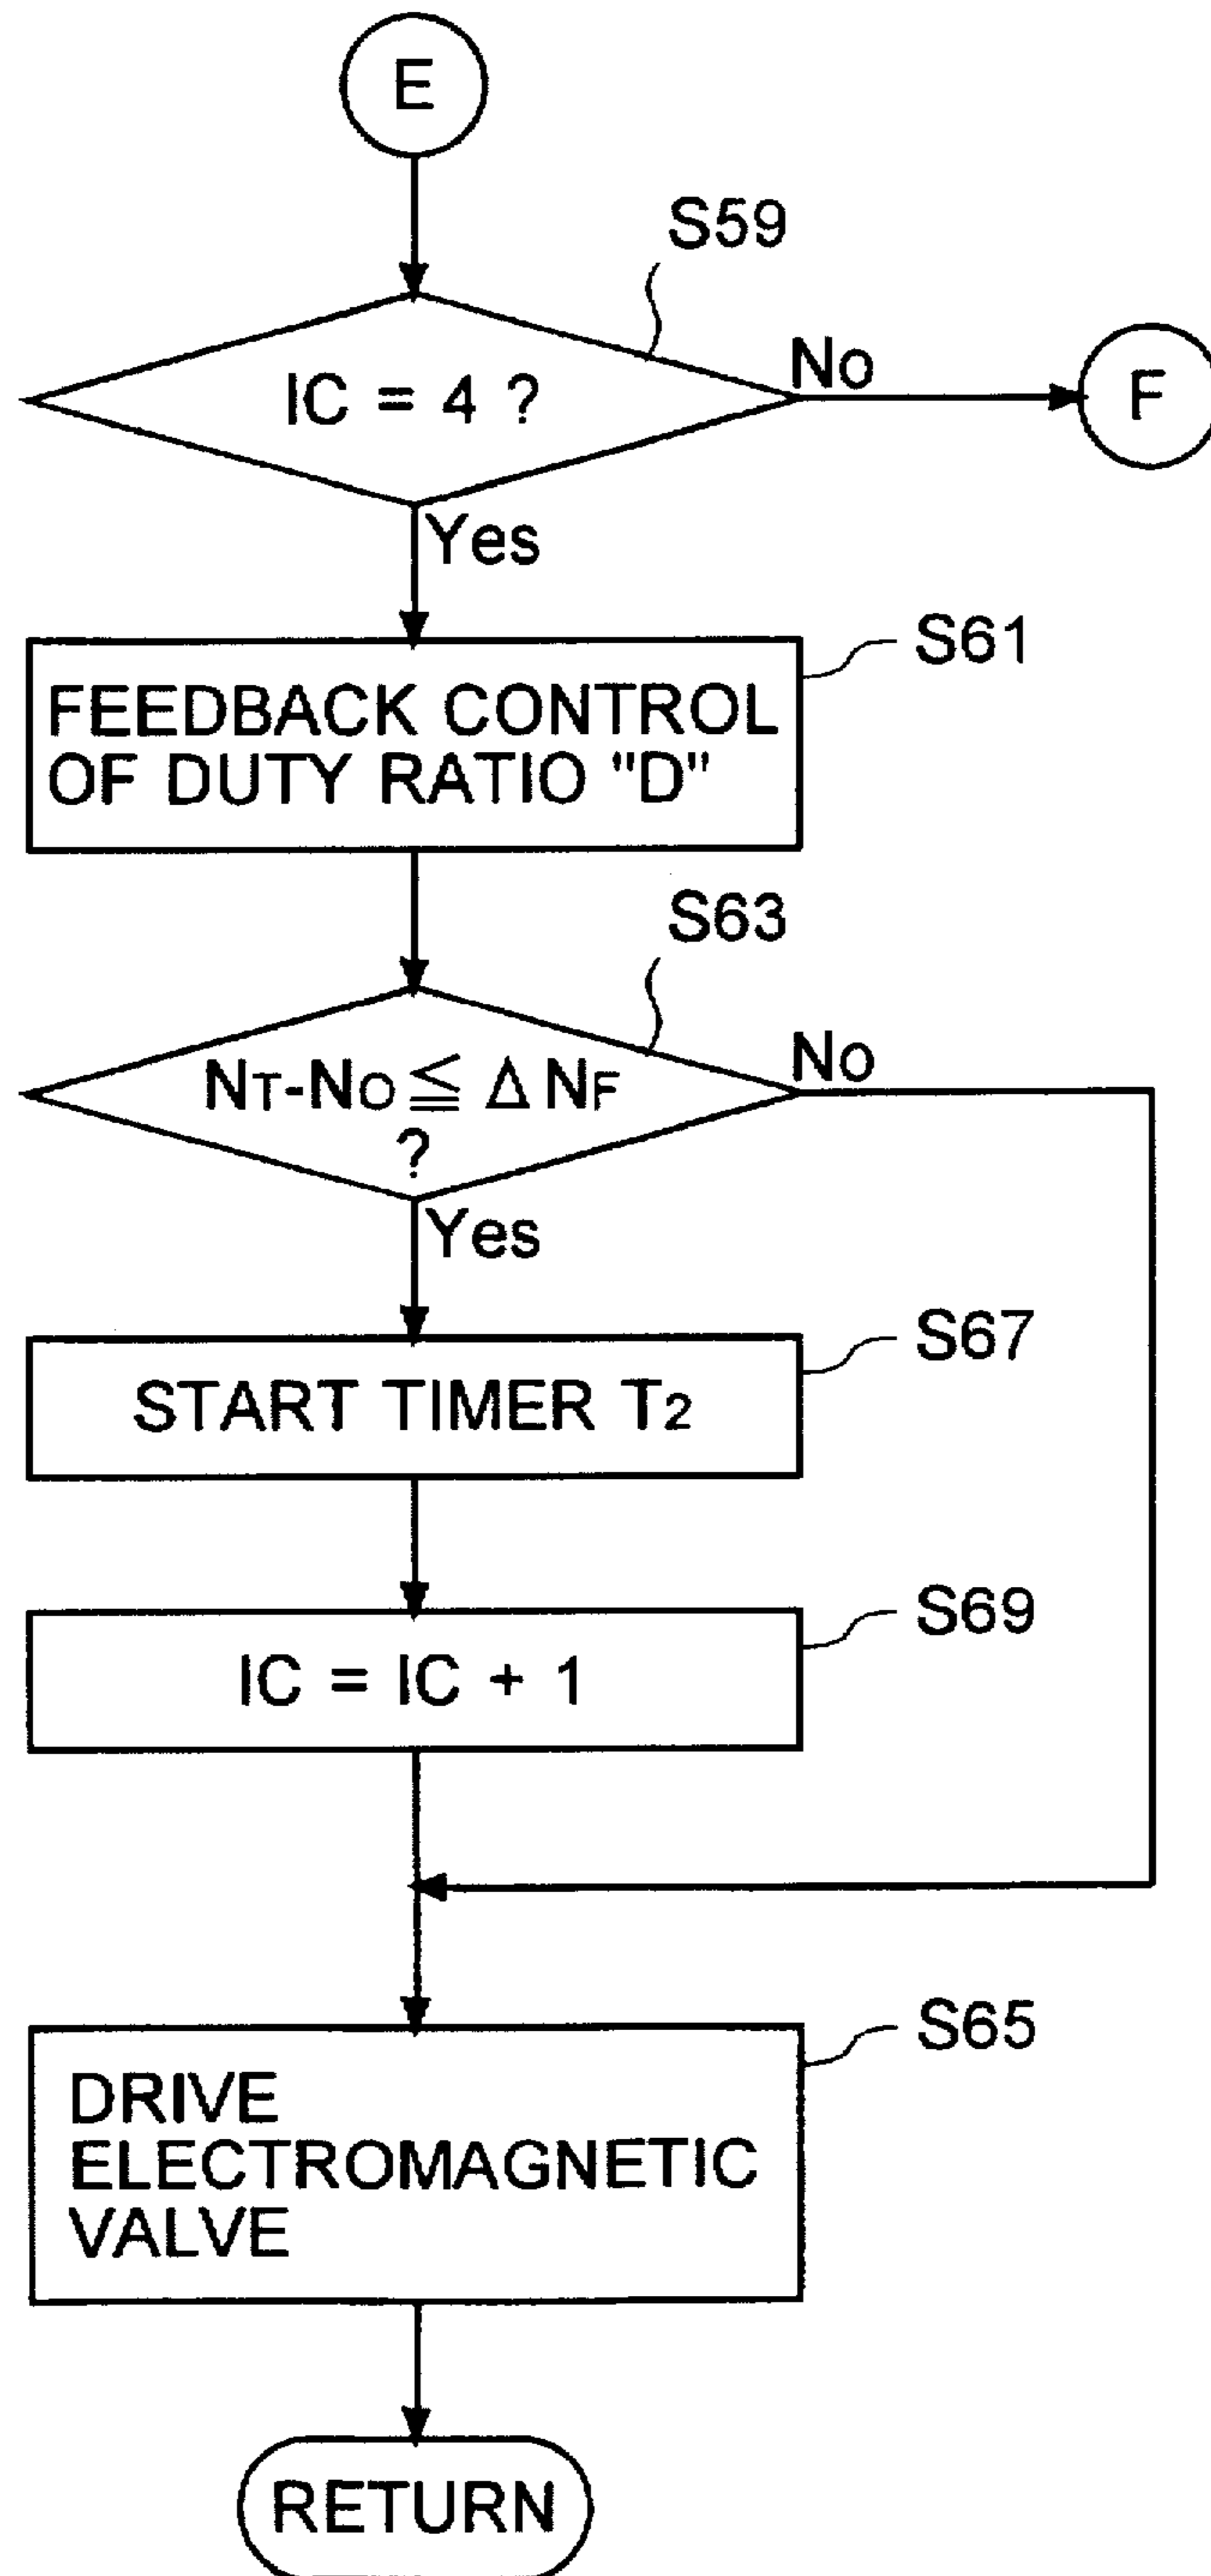 E
S59
IC = 4 ?
No
F
Yes
S61
FEEDBACK CONTROL
OF DUTY RATIO "D"
S63
NT-NO ≦ Δ NF
?
No
Yes
S67
START TIMER T2
S69
IC = IC + 1
S65
DRIVE
ELECTROMAGNETIC
VALVE
RETURN